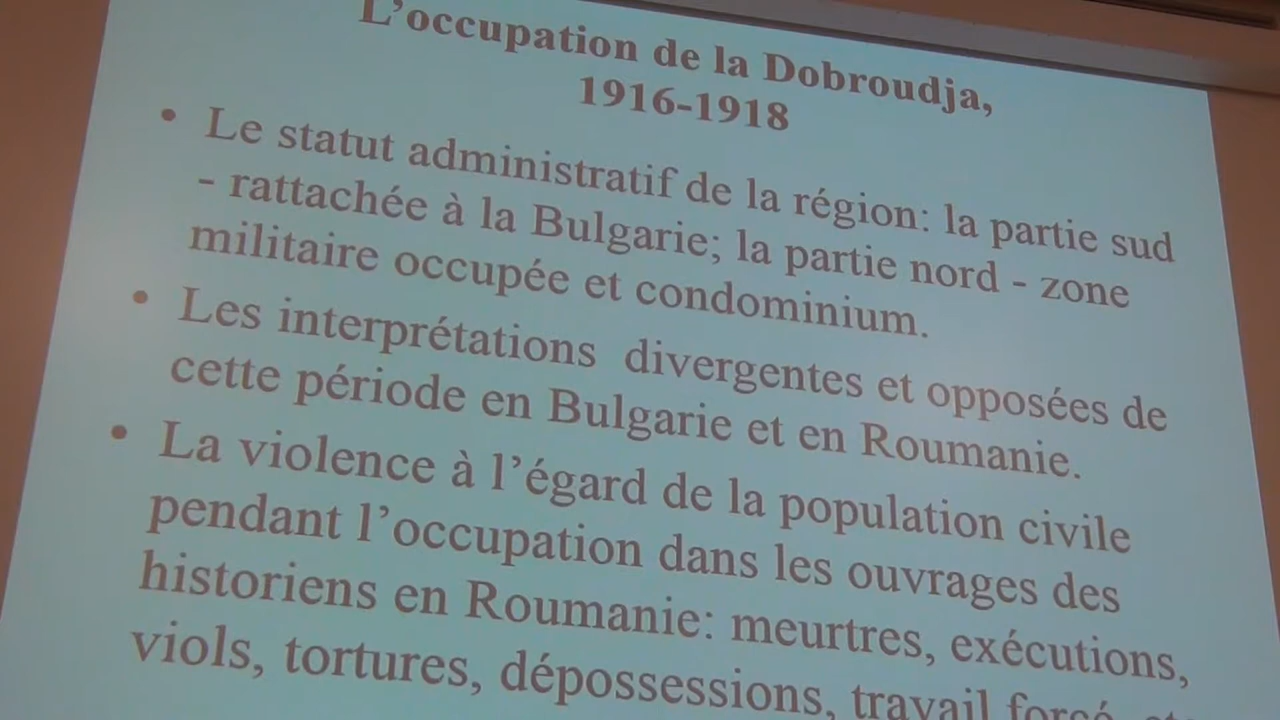 L’occupation de la Dobroudja,
1916-1918
• Le statut administratif de la région: la partie sud
- rattachée à la Bulgarie; la partie nord - zone
militaire occupée et condominium.
• Les interprétations divergentes et opposées de
cette période en Bulgarie et en Roumanie.
• La violence à l’égard de la population civile
pendant l’occupation dans les ouvrages des
historiens en Roumanie: meurtres, exécutions,
viols, tortures, dépossessions, travail forcé,